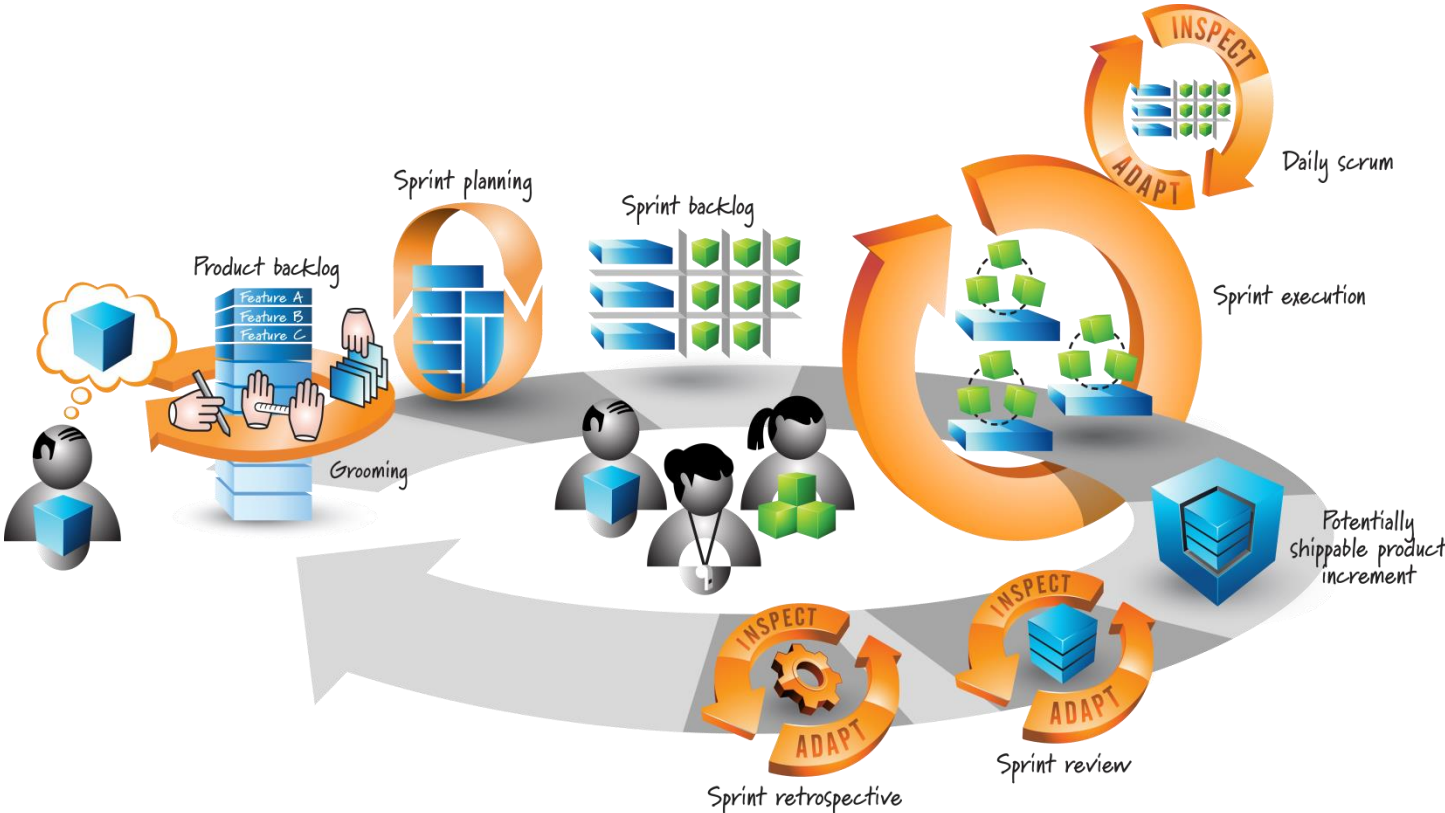 INSPECT
ADAPT
Daily scrum
Sprint planning
Sprint backlog
Product backlog
Feature A
Feature B
Feature C
Sprint execution
Grooming
Potentially
shippable product
increment
INSPECT
ADAPT
Sprint review
INSPECT
ADAPT
Sprint retrospective